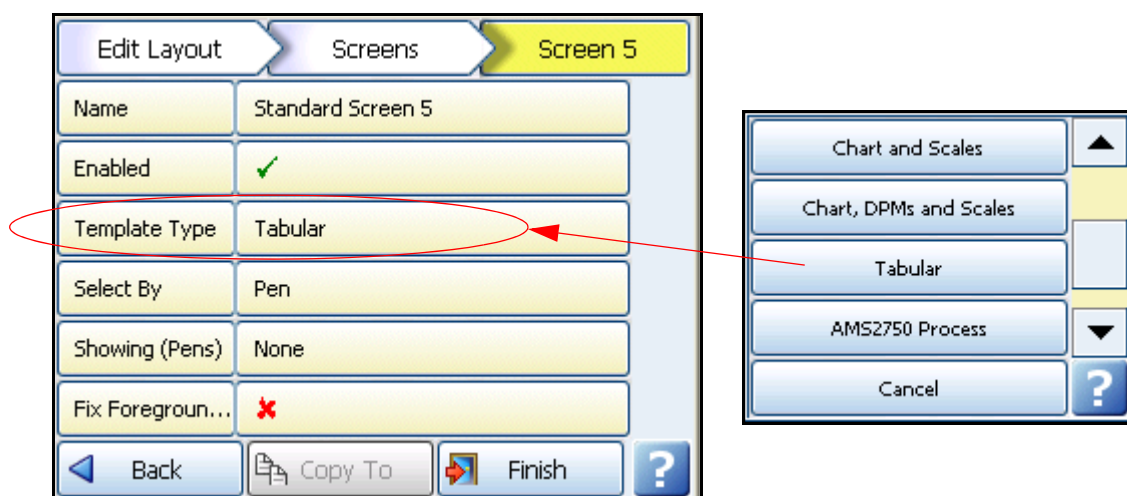 Edit Layout Screens Screen 5
Name Standard Screen 5
Enabled
Template Type Tabular
Select By Pen
Showing (Pens) None
Fix Foregroun...
Back Copy To Finish ?
Chart and Scales
Chart, DPMs and Scales
Tabular
AMS2750 Process
Cancel ?